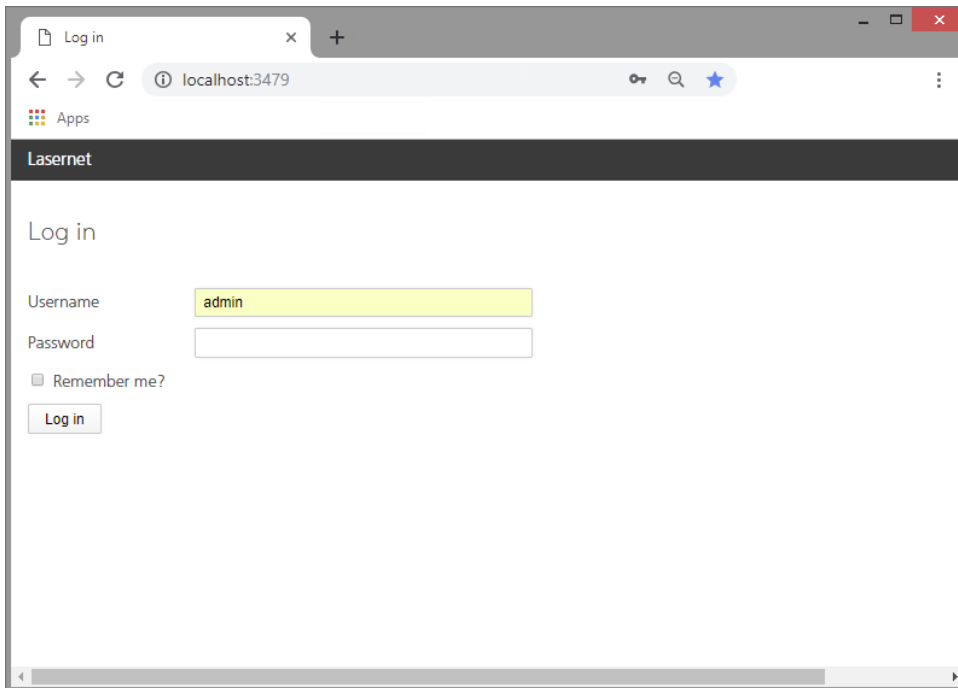 Log in
localhost:3479
Apps
Lasernet
Log in
Username admin
Password
Remember me?
Log in